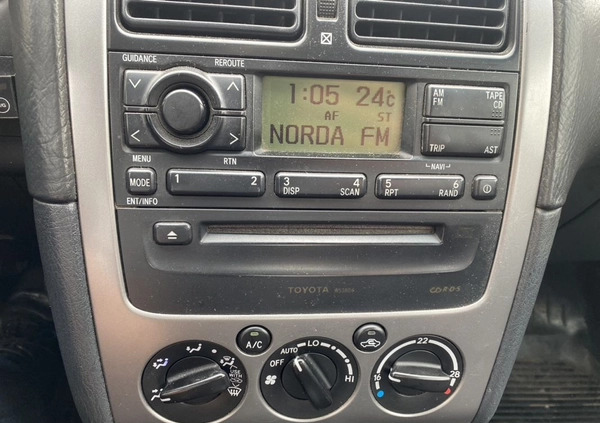 GUIDANCE REROUTE
1:05 24°C
AF ST
NORDA FM
AM TAPE
FM CD
TRIP AST
MENU RTN
NAVI
MODE 1 2 3 4 5 6
DISP SCAN RPT RAND
ENT/INFO
TOYOTA
A/C
AUTO LO 22
OFF HI 16 28